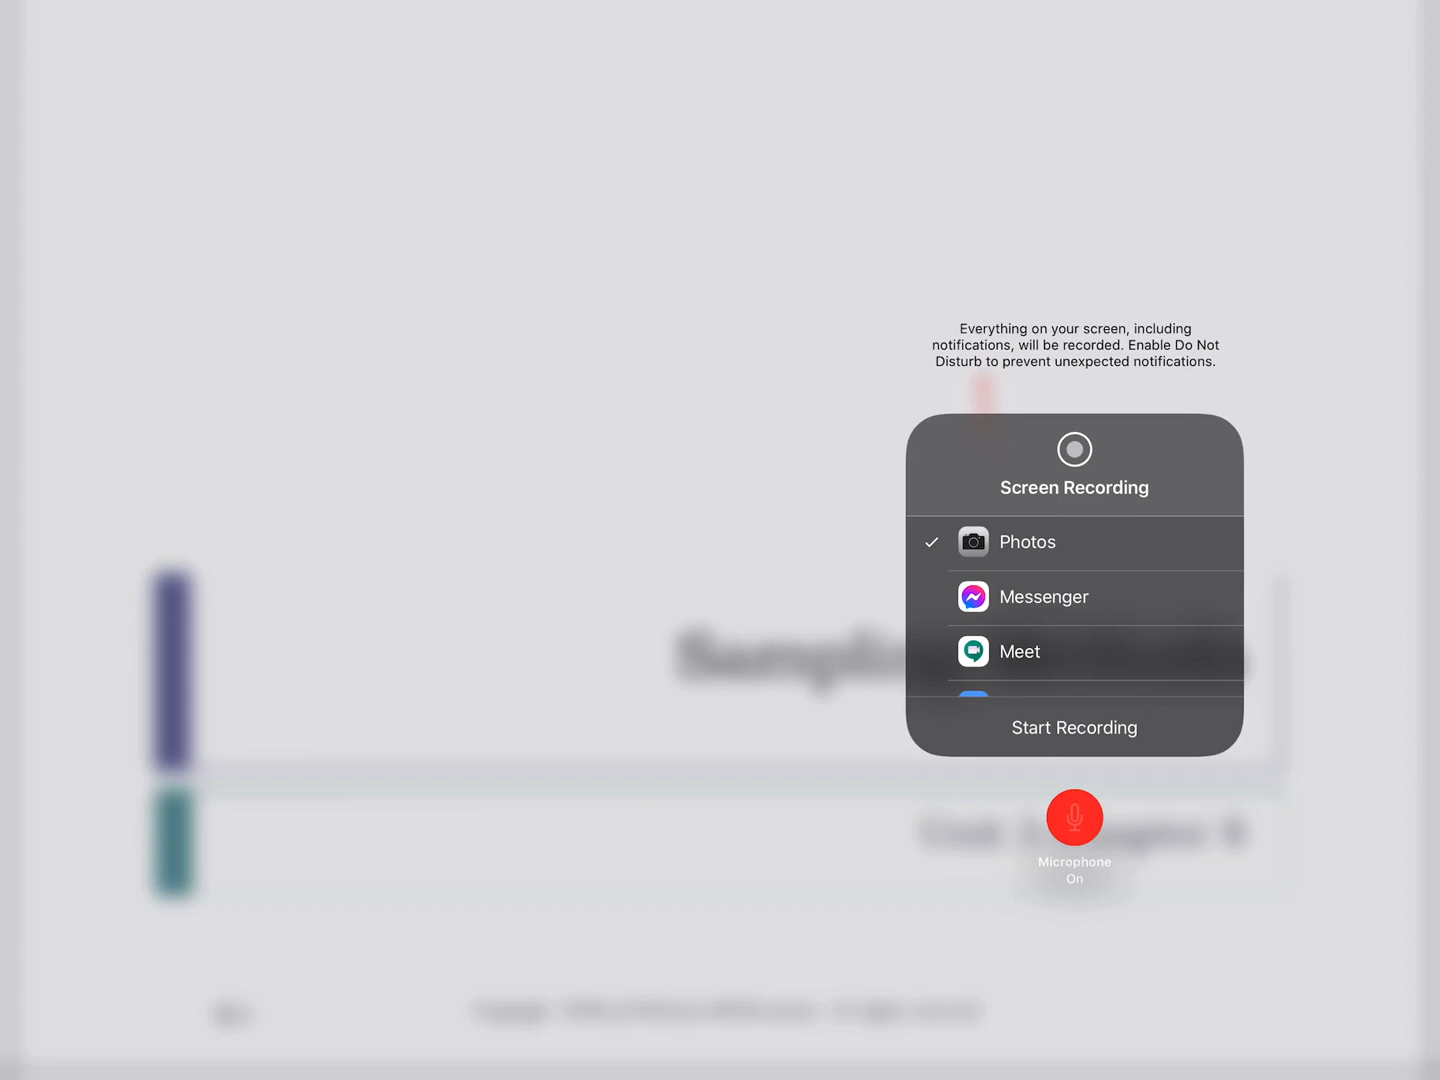 Everything on your screen, including
notifications, will be recorded. Enable Do Not
Disturb to prevent unexpected notifications.
Screen Recording
Photos
Messenger
Meet
Start Recording
Microphone
On